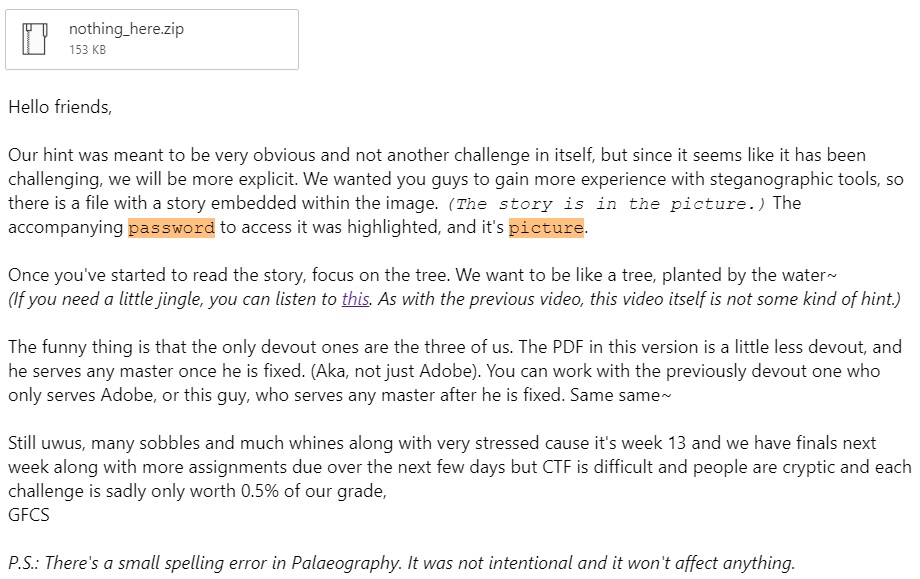 nothing_here.zip
153 KB
Hello friends,
Our hint was meant to be very obvious and not another challenge in itself, but since it seems like it has been
challenging, we will be more explicit. We wanted you guys to gain more experience with steganographic tools, so
there is a file with a story embedded within the image. (The story is in the picture.) The
accompanying password to access it was highlighted, and it's picture.
Once you've started to read the story, focus on the tree. We want to be like a tree, planted by the water~
(If you need a little jingle, you can listen to this. As with the previous video, this video itself is not some kind of hint.)
The funny thing is that the only devout ones are the three of us. The PDF in this version is a little less devout, and
he serves any master once he is fixed. (Aka, not just Adobe). You can work with the previously devout one who
only serves Adobe, or this guy, who serves any master after he is fixed. Same same~
Still uwus, many sobbles and much whines along with very stressed cause it's week 13 and we have finals next
week along with more assignments due over the next few days but CTF is difficult and people are cryptic and each
challenge is sadly only worth 0.5% of our grade,
GFCS
P.S.: There's a small spelling error in Palaeography. It was not intentional and it won't affect anything.